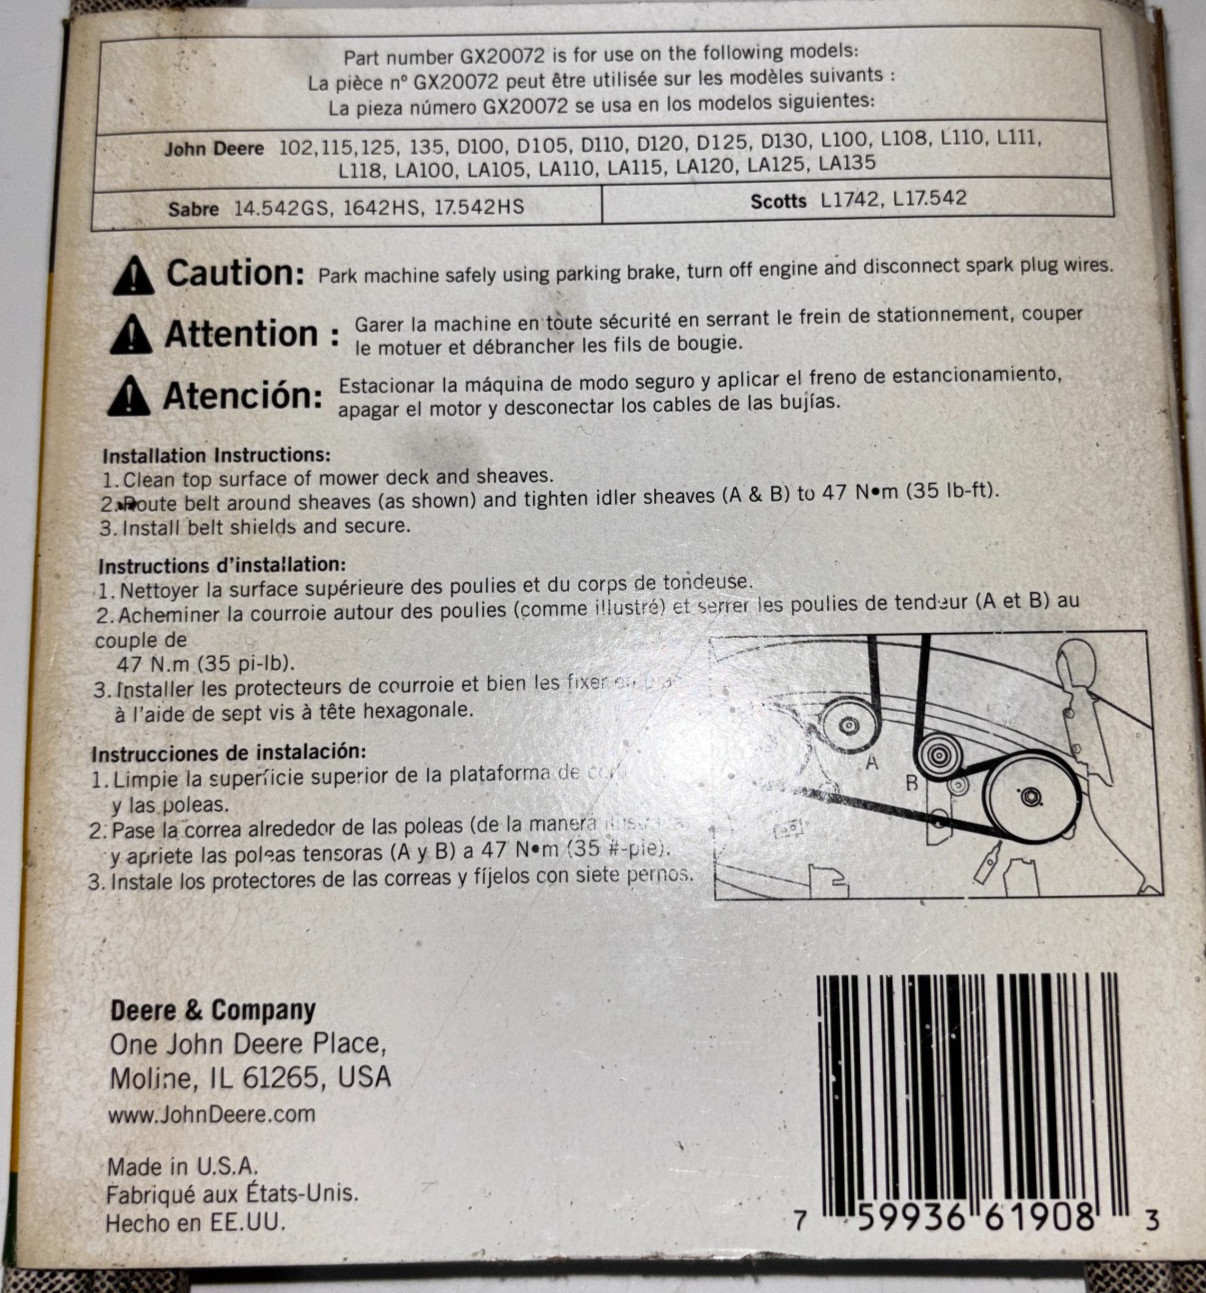 Part number GX20072 is for use on the following models:
La pièce nº GX20072 peut être utilisée sur les modèles suivants :
La pieza número GX20072 se usa en los modelos siguientes:
John Deere 102,115,125, 135, D100, D105, D110, D120, D125, D130, L100, L108, L110, L111,
L118, LA100, LA105, LA110, LA115, LA120, LA125, LA135
Sabre 14.542GS, 1642HS, 17.542HS
Scotts L1742, L17.542
Caution: Park machine safely using parking brake, turn off engine and disconnect spark plug wires.
Attention : Garer la machine en toute sécurité en serrant le frein de stationnement, couper
le motuer et débrancher les fils de bougie.
Atención: Estacionar la máquina de modo seguro y aplicar el freno de estancionamiento,
apagar el motor y desconectar los cables de las bujías.
Installation Instructions:
1. Clean top surface of mower deck and sheaves.
2. Route belt around sheaves (as shown) and tighten idler sheaves (A & B) to 47 N•m (35 lb-ft).
3. Install belt shields and secure.
Instructions d'installation:
1. Nettoyer la surface supérieure des poulies et du corps de tondeuse.
2. Acheminer la courroie autour des poulies (comme illustré) et serrer les poulies de tendeur (A et B) au
couple de
47 N.m (35 pi-lb).
3. Installer les protecteurs de courroie et bien les fixer en
à l'aide de sept vis à tête hexagonale.
Instrucciones de instalación:
1. Limpie la superficie superior de la plataforma de
y las poleas.
2. Pase la correa alrededor de las poleas (de la manera
y apriete las poleas tensoras (A y B) a 47 N•m (35 #-pie).
3. Instale los protectores de las correas y fíjelos con siete pernos.
A
B
Deere & Company
One John Deere Place,
Moline, IL 61265, USA
www.JohnDeere.com
Made in U.S.A.
Fabriqué aux États-Unis.
Hecho en EE.UU.
7 59936 61908 3